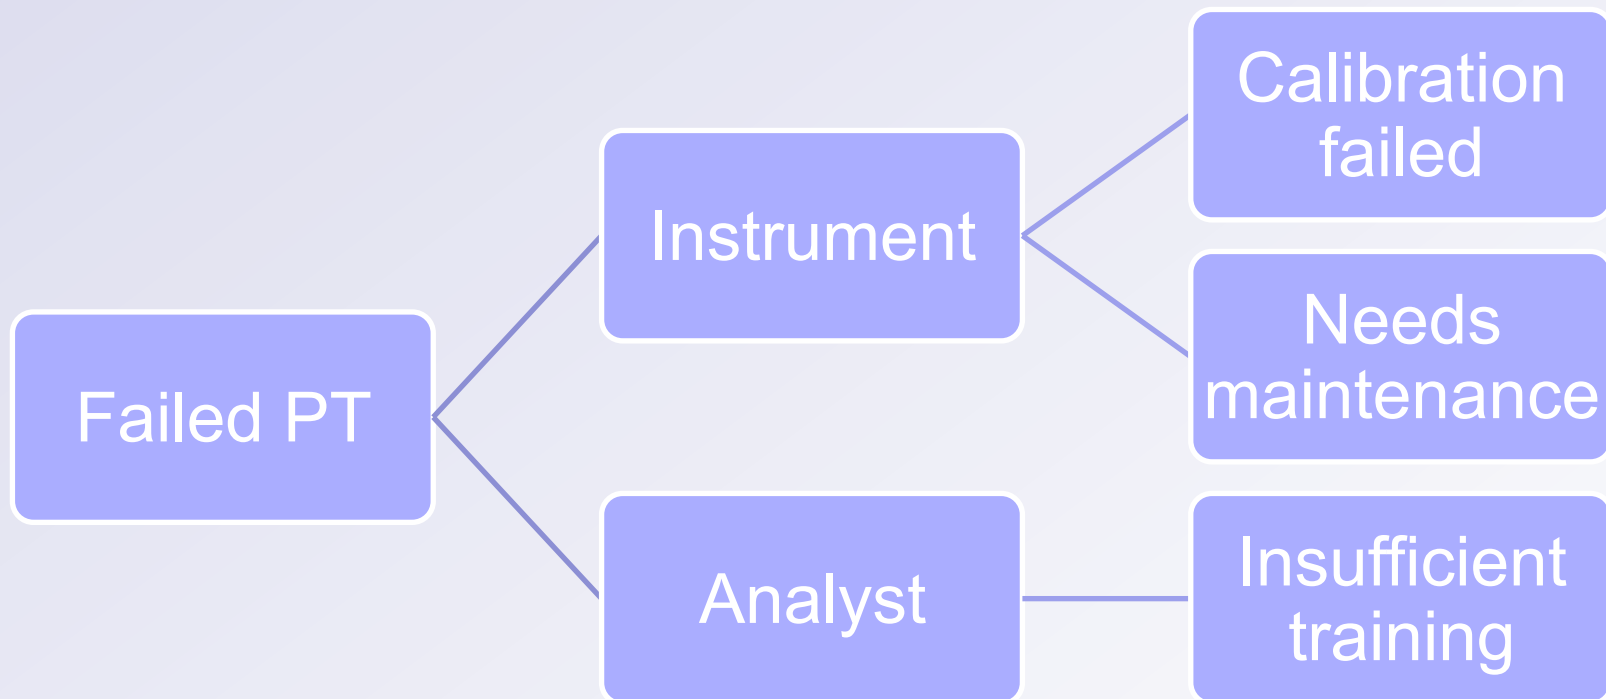 Failed PT
Instrument
Analyst
Calibration
failed
Needs
maintenance
Insufficient
training